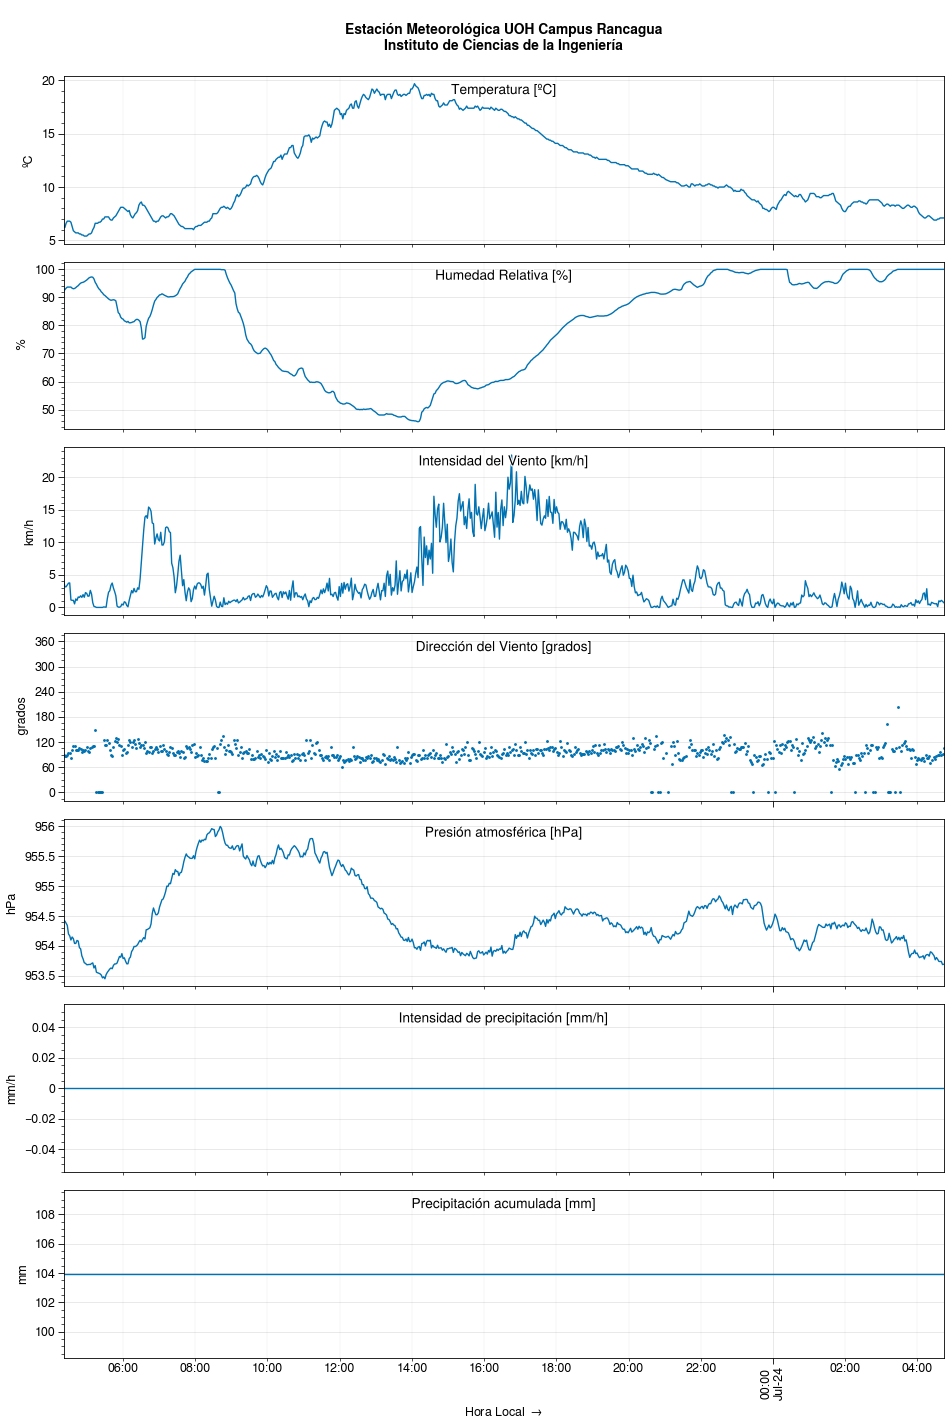 Estación Meteorológica UOH Campus Rancagua
Instituto de Ciencias de la Ingeniería
Temperatura [ºC]
ºC
20
15
10
5
Humedad Relativa [%]
%
100
90
80
70
60
50
Intensidad del Viento [km/h]
km/h
20
15
10
5
0
Dirección del Viento [grados]
grados
360
300
240
180
120
60
0
Presión atmosférica [hPa]
hPa
956
955.5
955
954.5
954
953.5
Intensidad de precipitación [mm/h]
mm/h
0.04
0.02
0
−0.02
−0.04
Precipitación acumulada [mm]
mm
108
106
104
102
100
06:00 08:00 10:00 12:00 14:00 16:00 18:00 20:00 22:00 00:00 02:00 04:00
Jul-24
Hora Local →